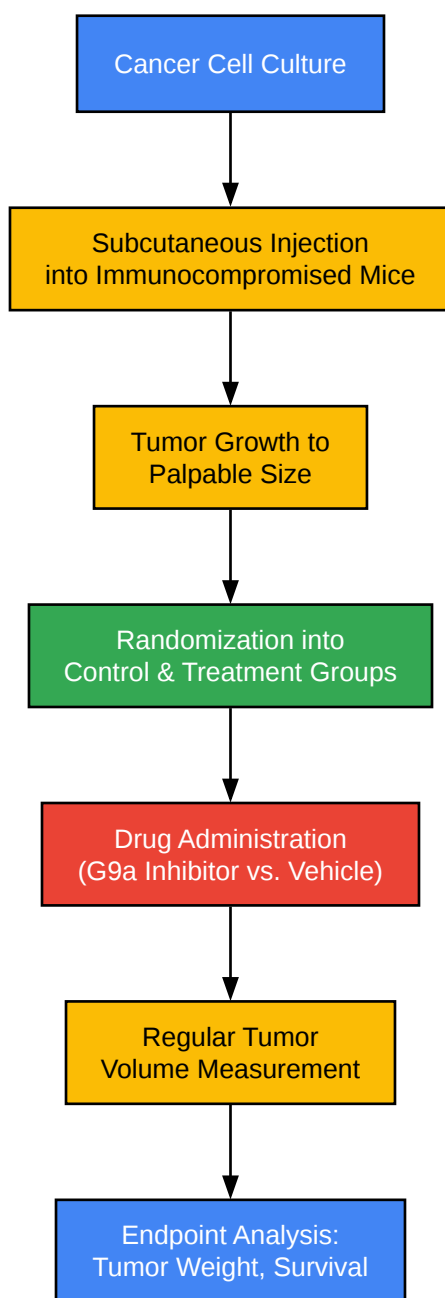 Cancer Cell Culture
Subcutaneous Injection
into Immunocompromised Mice
Tumor Growth to
Palpable Size
Randomization into
Control & Treatment Groups
Drug Administration
(G9a Inhibitor vs. Vehicle)
Regular Tumor
Volume Measurement
Endpoint Analysis:
Tumor Weight, Survival